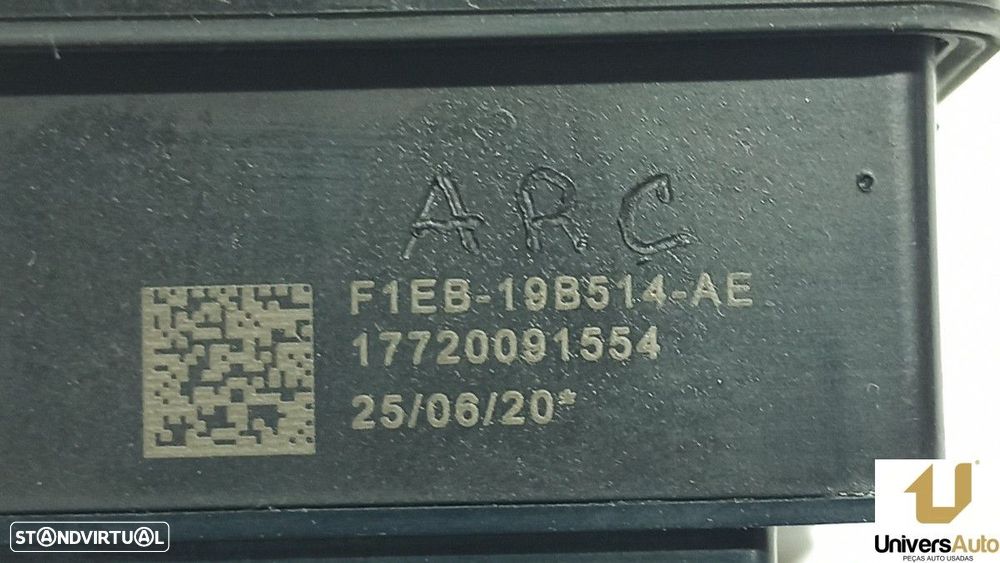 ARC
F1EB-19B514-AE
17720091554
25/06/20*
STANDVIRTUAL
UniversAuto
PEÇAS AUTO USADAS